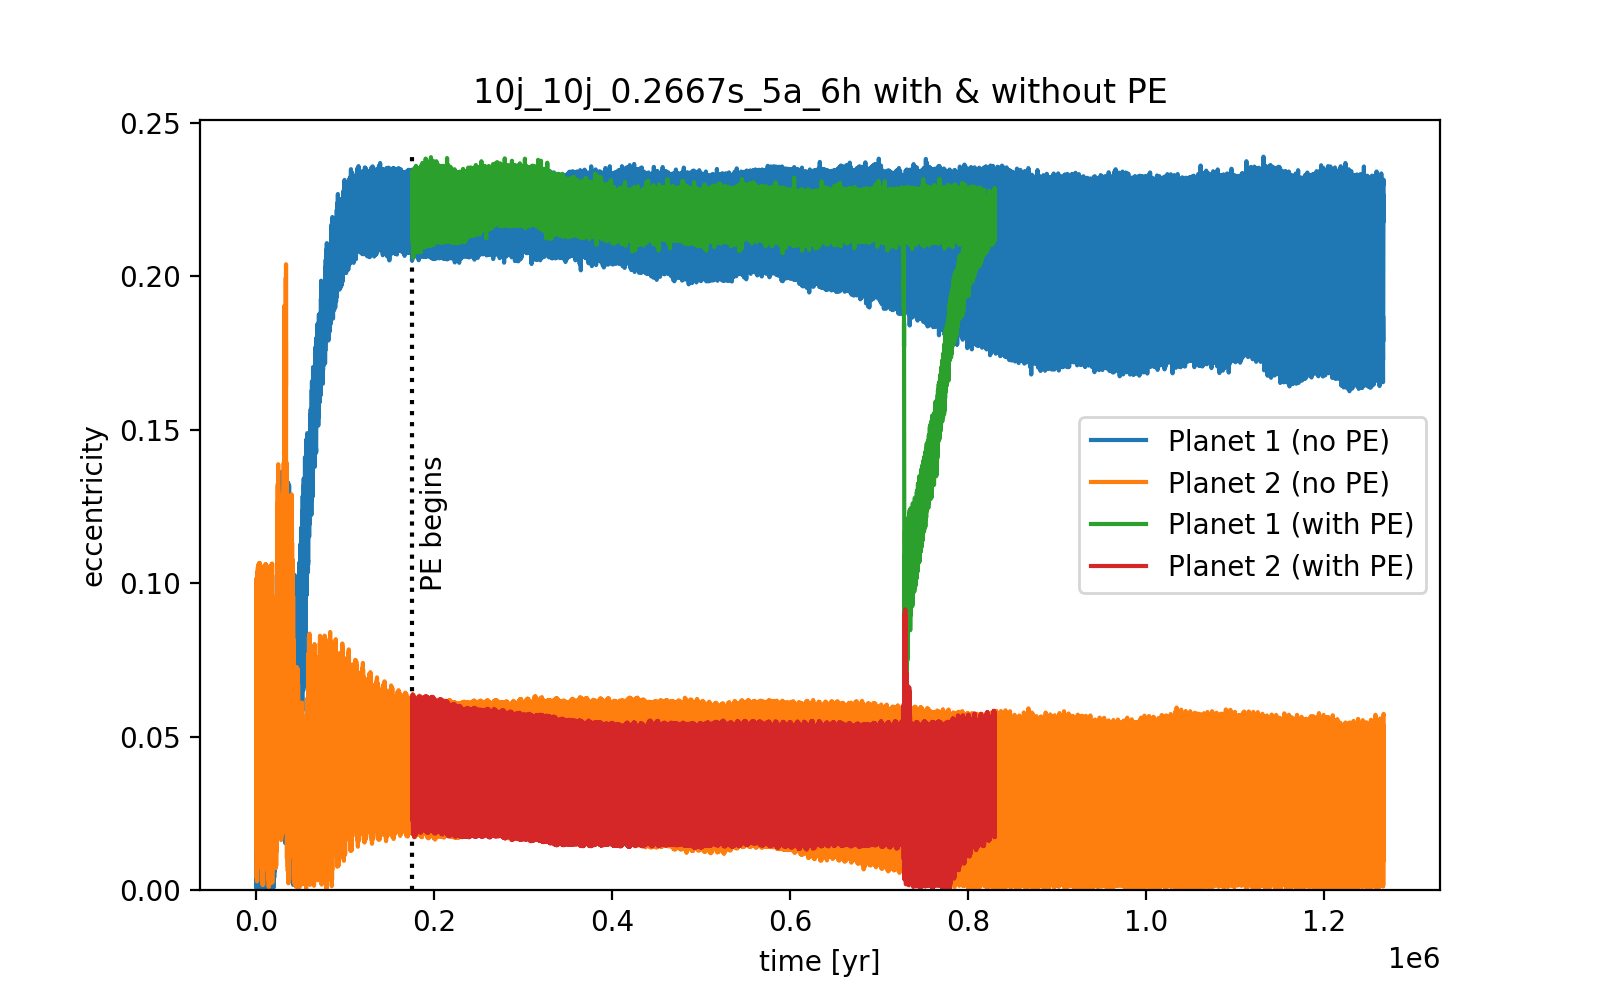 10j_10j_0.2667s_5a_6h with & without PE
0.25
0.20
0.15
0.10
0.05
0.00
eccentricity
PE begins
Planet 1 (no PE)
Planet 2 (no PE)
Planet 1 (with PE)
Planet 2 (with PE)
0.0 0.2 0.4 0.6 0.8 1.0 1.2
time [yr]
1e6